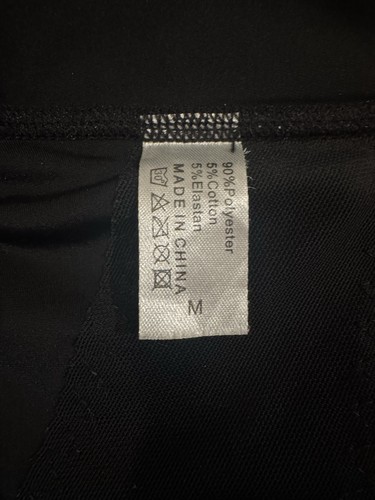 90%Polyester
5%Cotton
5%Elastan
MADE IN CHINA
M